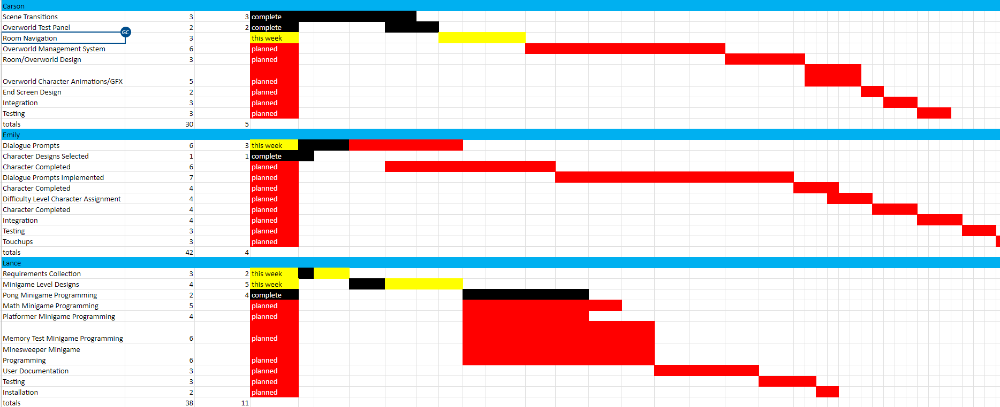 Carson
Scene Transitions 3 3 complete
Overworld Test Panel 2 2 complete
GC
Room Navigation 3 this week
Overworld Management System 6 planned
Room/Overworld Design 3 planned
Overworld Character Animations/GFX 5 planned
End Screen Design 2 planned
Integration 3 planned
Testing 3 planned
totals 30 5
Emily
Dialogue Prompts 6 3 this week
Character Designs Selected 1 1 complete
Character Completed 6 planned
Dialogue Prompts Implemented 7 planned
Character Completed 4 planned
Difficulty Level Character Assignment 4 planned
Character Completed 4 planned
Integration 4 planned
Testing 3 planned
Touchups 3 planned
totals 42 4
Lance
Requirements Collection 3 2 this week
Minigame Level Designs 4 5 this week
Pong Minigame Programming 2 4 complete
Math Minigame Programming 5 planned
Platformer Minigame Programming 4 planned
Memory Test Minigame Programming 6 planned
Minesweeper Minigame
Programming 6 planned
User Documentation 3 planned
Testing 3 planned
Installation 2 planned
totals 38 11